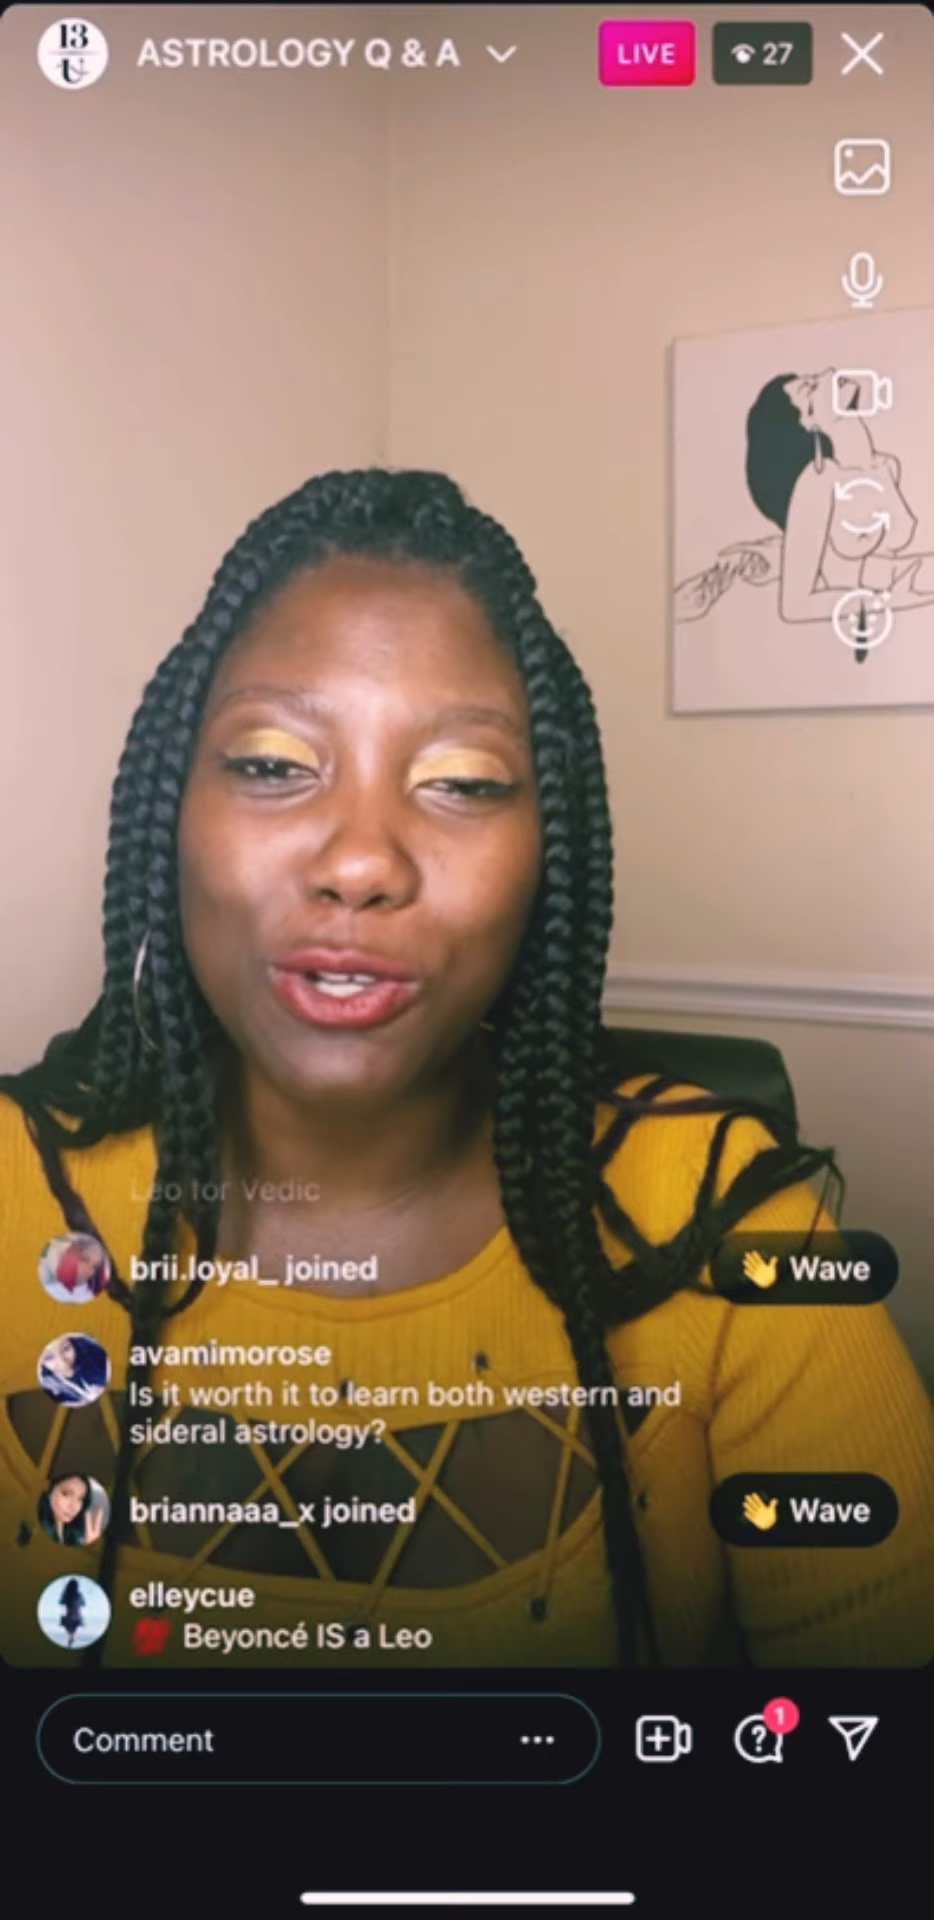 13
ASTROLOGY Q & A
LIVE
27
Leo for Vedic
brii.loyal_ joined
Wave
avamimorose
Is it worth it to learn both western and
sideral astrology?
briannaaa_x joined
Wave
elleycue
💯 Beyoncé IS a Leo
Comment
1
?